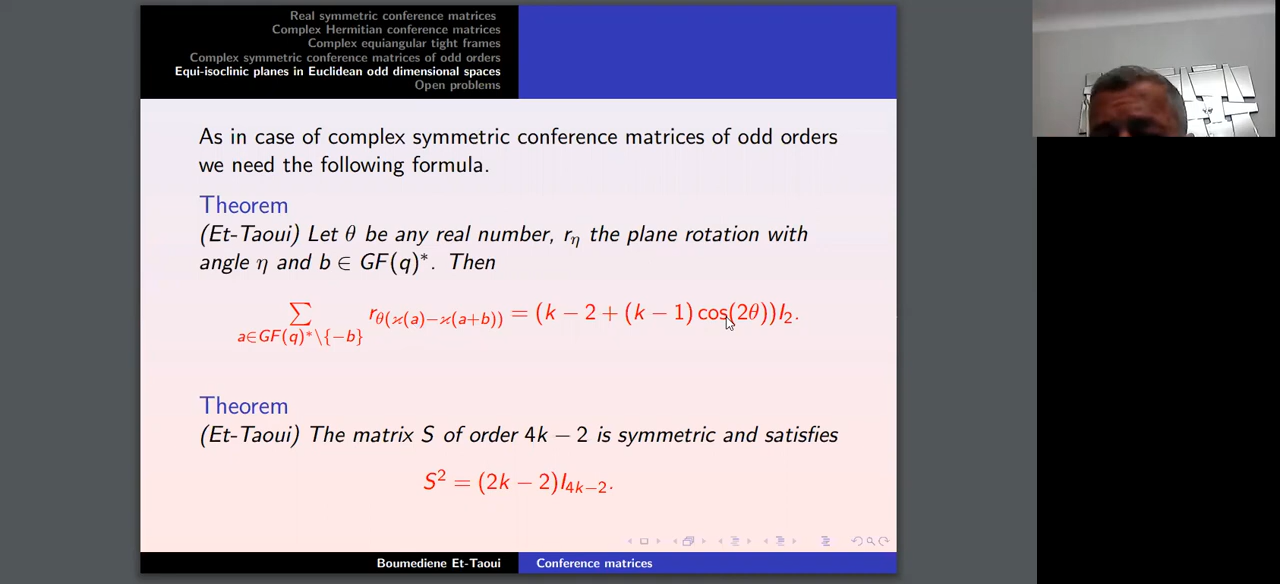 Real symmetric conference matrices
Complex Hermitian conference matrices
Complex equiangular tight frames
Complex symmetric conference matrices of odd orders
Equi-isoclinic planes in Euclidean odd dimensional spaces
Open problems
As in case of complex symmetric conference matrices of odd orders
we need the following formula.
Theorem
(Et-Taoui) Let θ be any real number, r_η the plane rotation with
angle η and b ∈ GF(q)*. Then
∑_{a∈GF(q)*\{−b}} r_{θ(ϰ(a)−ϰ(a+b))} = (k − 2 + (k − 1) cos(2θ))I₂.
Theorem
(Et-Taoui) The matrix S of order 4k − 2 is symmetric and satisfies
S² = (2k − 2)I_{4k−2}.
Boumediene Et-Taoui
Conference matrices